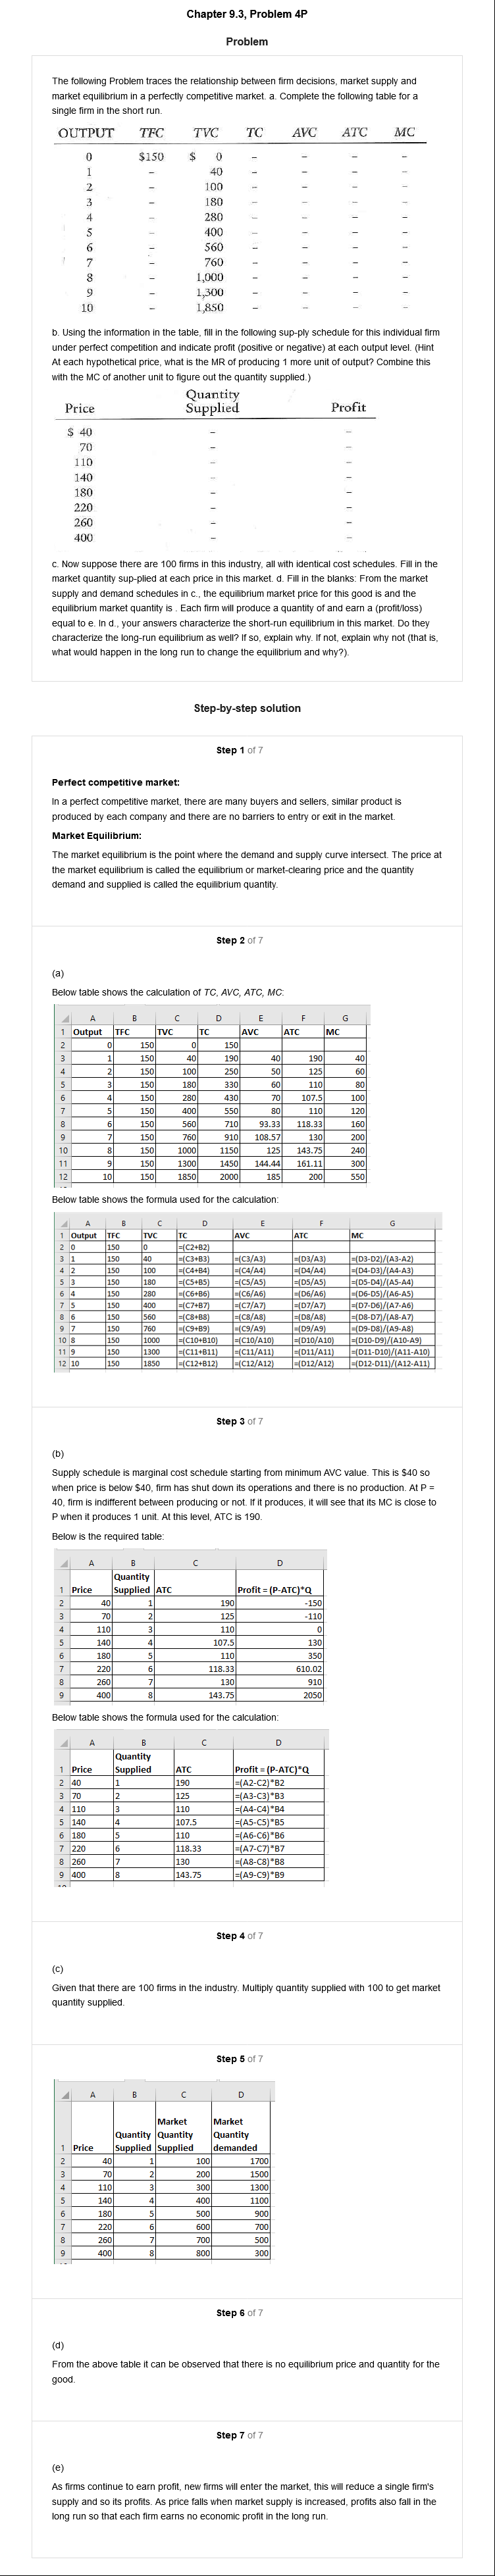 Chapter 9.3, Problem 4P
Problem
The following Problem traces the relationship between firm decisions, market supply and
market equilibrium in a perfectly competitive market. a. Complete the following table for a
single firm in the short run.
OUTPUT TFC TVC TC AVC ATC MC
0 $150 $ 0 – – – –
1 – 40 – – – –
2 – 100 – – – –
3 – 180 – – – –
4 – 280 – – – –
5 – 400 – – – –
6 – 560 – – – –
7 – 760 – – – –
8 – 1,000 – – – –
9 – 1,300 – – – –
10 – 1,850 – – – –
b. Using the information in the table, fill in the following sup-ply schedule for this individual firm
under perfect competition and indicate profit (positive or negative) at each output level. (Hint
At each hypothetical price, what is the MR of producing 1 more unit of output? Combine this
with the MC of another unit to figure out the quantity supplied.)
Quantity
Price Supplied Profit
$ 40 – –
70 – –
110 – –
140 – –
180 – –
220 – –
260 – –
400 – –
c. Now suppose there are 100 firms in this industry, all with identical cost schedules. Fill in the
market quantity sup-plied at each price in this market. d. Fill in the blanks: From the market
supply and demand schedules in c., the equilibrium market price for this good is and the
equilibrium market quantity is . Each firm will produce a quantity of and earn a (profit/loss)
equal to e. In d., your answers characterize the short-run equilibrium in this market. Do they
characterize the long-run equilibrium as well? If so, explain why. If not, explain why not (that is,
what would happen in the long run to change the equilibrium and why?).
Step-by-step solution
Step 1 of 7
Perfect competitive market:
In a perfect competitive market, there are many buyers and sellers, similar product is
produced by each company and there are no barriers to entry or exit in the market.
Market Equilibrium:
The market equilibrium is the point where the demand and supply curve intersect. The price at
the market equilibrium is called the equilibrium or market-clearing price and the quantity
demand and supplied is called the equilibrium quantity.
Step 2 of 7
(a)
Below table shows the calculation of TC, AVC, ATC, MC:
A B C D E F G
1 Output TFC TVC TC AVC ATC MC
2 0 150 0 150
3 1 150 40 190 40 190 40
4 2 150 100 250 50 125 60
5 3 150 180 330 60 110 80
6 4 150 280 430 70 107.5 100
7 5 150 400 550 80 110 120
8 6 150 560 710 93.33 118.33 160
9 7 150 760 910 108.57 130 200
10 8 150 1000 1150 125 143.75 240
11 9 150 1300 1450 144.44 161.11 300
12 10 150 1850 2000 185 200 550
Below table shows the formula used for the calculation:
A B C D E F G
1 Output TFC TVC TC AVC ATC MC
2 0 150 0 =(C2+B2)
3 1 150 40 =(C3+B3) =(C3/A3) =(D3/A3) =(D3-D2)/(A3-A2)
4 2 150 100 =(C4+B4) =(C4/A4) =(D4/A4) =(D4-D3)/(A4-A3)
5 3 150 180 =(C5+B5) =(C5/A5) =(D5/A5) =(D5-D4)/(A5-A4)
6 4 150 280 =(C6+B6) =(C6/A6) =(D6/A6) =(D6-D5)/(A6-A5)
7 5 150 400 =(C7+B7) =(C7/A7) =(D7/A7) =(D7-D6)/(A7-A6)
8 6 150 560 =(C8+B8) =(C8/A8) =(D8/A8) =(D8-D7)/(A8-A7)
9 7 150 760 =(C9+B9) =(C9/A9) =(D9/A9) =(D9-D8)/(A9-A8)
10 8 150 1000 =(C10+B10) =(C10/A10) =(D10/A10) =(D10-D9)/(A10-A9)
11 9 150 1300 =(C11+B11) =(C11/A11) =(D11/A11) =(D11-D10)/(A11-A10)
12 10 150 1850 =(C12+B12) =(C12/A12) =(D12/A12) =(D12-D11)/(A12-A11)
Step 3 of 7
(b)
Supply schedule is marginal cost schedule starting from minimum AVC value. This is $40 so
when price is below $40, firm has shut down its operations and there is no production. At P =
40, firm is indifferent between producing or not. If it produces, it will see that its MC is close to
P when it produces 1 unit. At this level, ATC is 190.
Below is the required table:
A B C D
Quantity
1 Price Supplied ATC Profit = (P-ATC)*Q
2 40 1 190 -150
3 70 2 125 -110
4 110 3 110 0
5 140 4 107.5 130
6 180 5 110 350
7 220 6 118.33 610.02
8 260 7 130 910
9 400 8 143.75 2050
Below table shows the formula used for the calculation:
A B C D
Quantity
1 Price Supplied ATC Profit = (P-ATC)*Q
2 40 1 190 =(A2-C2)*B2
3 70 2 125 =(A3-C3)*B3
4 110 3 110 =(A4-C4)*B4
5 140 4 107.5 =(A5-C5)*B5
6 180 5 110 =(A6-C6)*B6
7 220 6 118.33 =(A7-C7)*B7
8 260 7 130 =(A8-C8)*B8
9 400 8 143.75 =(A9-C9)*B9
Step 4 of 7
(c)
Given that there are 100 firms in the industry. Multiply quantity supplied with 100 to get market
quantity supplied.
Step 5 of 7
A B C D
Market Market
Quantity Quantity Quantity
1 Price Supplied Supplied demanded
2 40 1 100 1700
3 70 2 200 1500
4 110 3 300 1300
5 140 4 400 1100
6 180 5 500 900
7 220 6 600 700
8 260 7 700 500
9 400 8 800 300
Step 6 of 7
(d)
From the above table it can be observed that there is no equilibrium price and quantity for the
good.
Step 7 of 7
(e)
As firms continue to earn profit, new firms will enter the market, this will reduce a single firm's
supply and so its profits. As price falls when market supply is increased, profits also fall in the
long run so that each firm earns no economic profit in the long run.